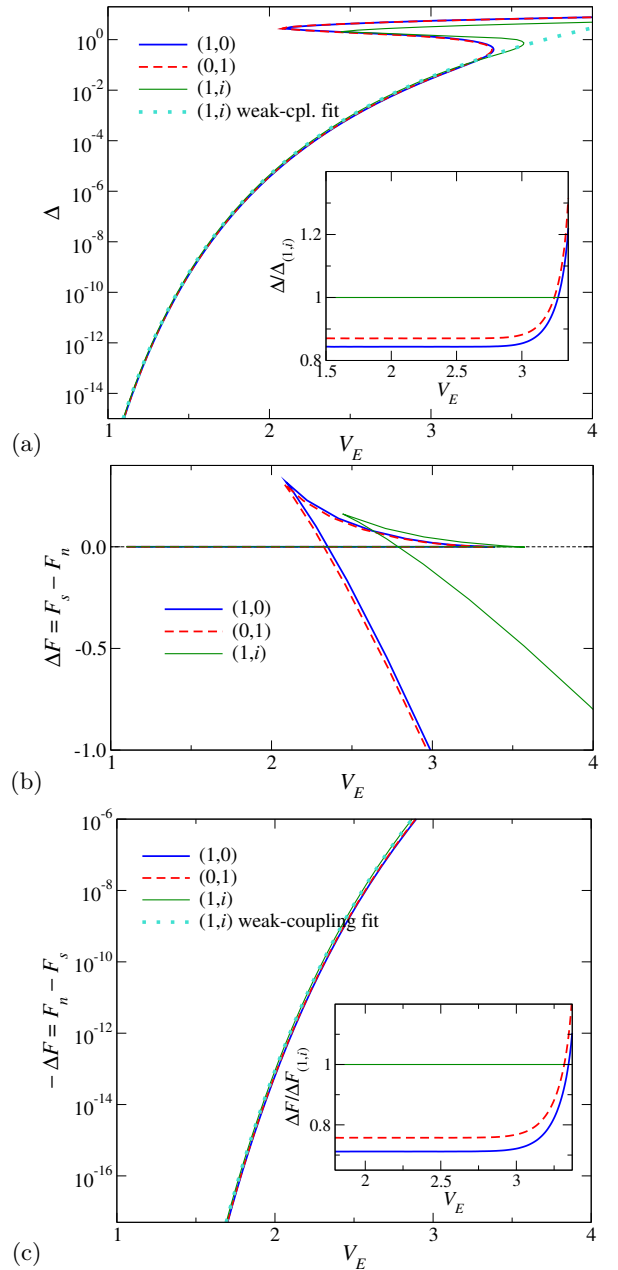 10^0
10^-2
10^-4
10^-6
10^-8
10^-10
10^-12
10^-14
Δ
(1,0)
(0,1)
(1,i)
(1,i) weak-cpl. fit
1.2
1
0.8
Δ/Δ(1,i)
1.5
2
2.5
3
V_E
1
2
3
4
V_E
(a)
0.0
-0.5
-1.0
ΔF = F_s − F_n
(1,0)
(0,1)
(1,i)
1
2
3
4
V_E
(b)
10^-6
10^-8
10^-10
10^-12
10^-14
10^-16
− ΔF = F_n − F_s
(1,0)
(0,1)
(1,i)
(1,i) weak-coupling fit
1
0.8
ΔF/ΔF(1,i)
2
2.25
2.5
3
3.25
V_E
1
2
3
4
V_E
(c)